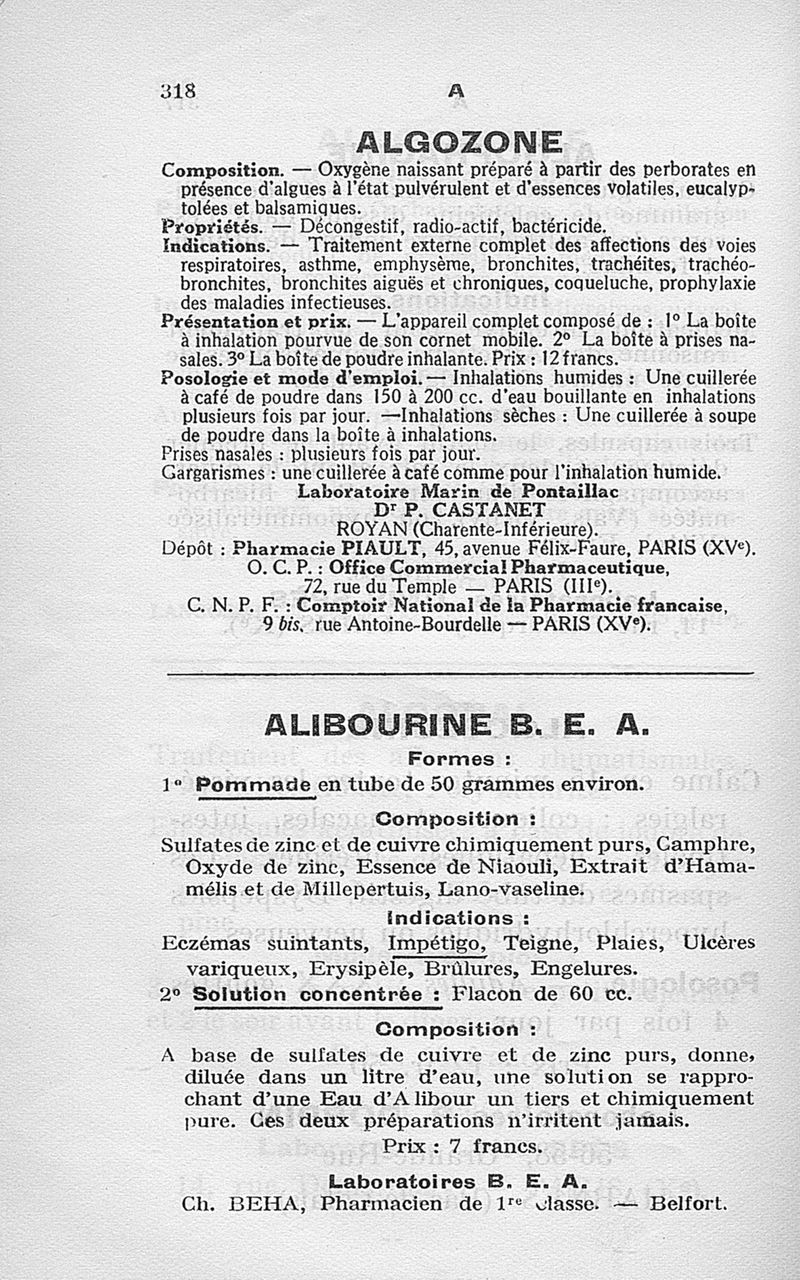 318 A
ALGOZONE
Composition. — Oxygène naissant préparé à partir des perborates en
présence d'algues à l'état pulvérulent et d'essences volatiles, eucalyp-
tolées et balsamiques.
Propriétés. — Décongestif, radio-actif, bactéricide.
Indications. — Traitement externe complet des affections des voies
respiratoires, asthme, emphysème, bronchites, trachéites, trachéo-
bronchites, bronchites aiguës et chroniques, coqueluche, prophylaxie
des maladies infectieuses.
Présentation et prix. — L'appareil complet composé de : 1° La boîte
à inhalation pourvue de son cornet mobile. 2° La boîte à prises na-
sales. 3° La boîte de poudre inhalante. Prix : 12 francs.
Posologie et mode d'emploi. — Inhalations humides : Une cuillerée
à café de poudre dans 150 à 200 cc. d'eau bouillante en inhalations
plusieurs fois par jour. — Inhalations sèches : Une cuillerée à soupe
de poudre dans la boîte à inhalations.
Prises nasales : plusieurs fois par jour.
Gargarismes : une cuillerée à café comme pour l'inhalation humide.
Laboratoire Marin de Pontaillac
Dr P. CASTANET
ROYAN (Charente-Inférieure).
Dépôt : Pharmacie PIAULT, 45, avenue Félix-Faure, PARIS (XVe).
O. C. P. : Office Commercial Pharmaceutique,
72, rue du Temple — PARIS (IIIe).
C. N. P. F. : Comptoir National de la Pharmacie francaise,
9 bis, rue Antoine-Bourdelle — PARIS (XVe).
ALIBOURINE B. E. A.
Formes :
1° Pommade en tube de 50 grammes environ.
Composition :
Sulfates de zinc et de cuivre chimiquement purs, Camphre,
Oxyde de zinc, Essence de Niaouli, Extrait d'Hama-
mélis et de Millepertuis, Lano-vaseline.
Indications :
Eczémas suintants, Impétigo, Teigne, Plaies, Ulcères
variqueux, Erysipèle, Brûlures, Engelures.
2° Solution concentrée : Flacon de 60 cc.
Composition :
A base de sulfates de cuivre et de zinc purs, donne,
diluée dans un litre d'eau, une solution se rappro-
chant d'une Eau d'Alibour un tiers et chimiquement
pure. Ces deux préparations n'irritent jamais.
Prix : 7 francs.
Laboratoires B. E. A.
Ch. BEHA, Pharmacien de 1re classe. — Belfort.